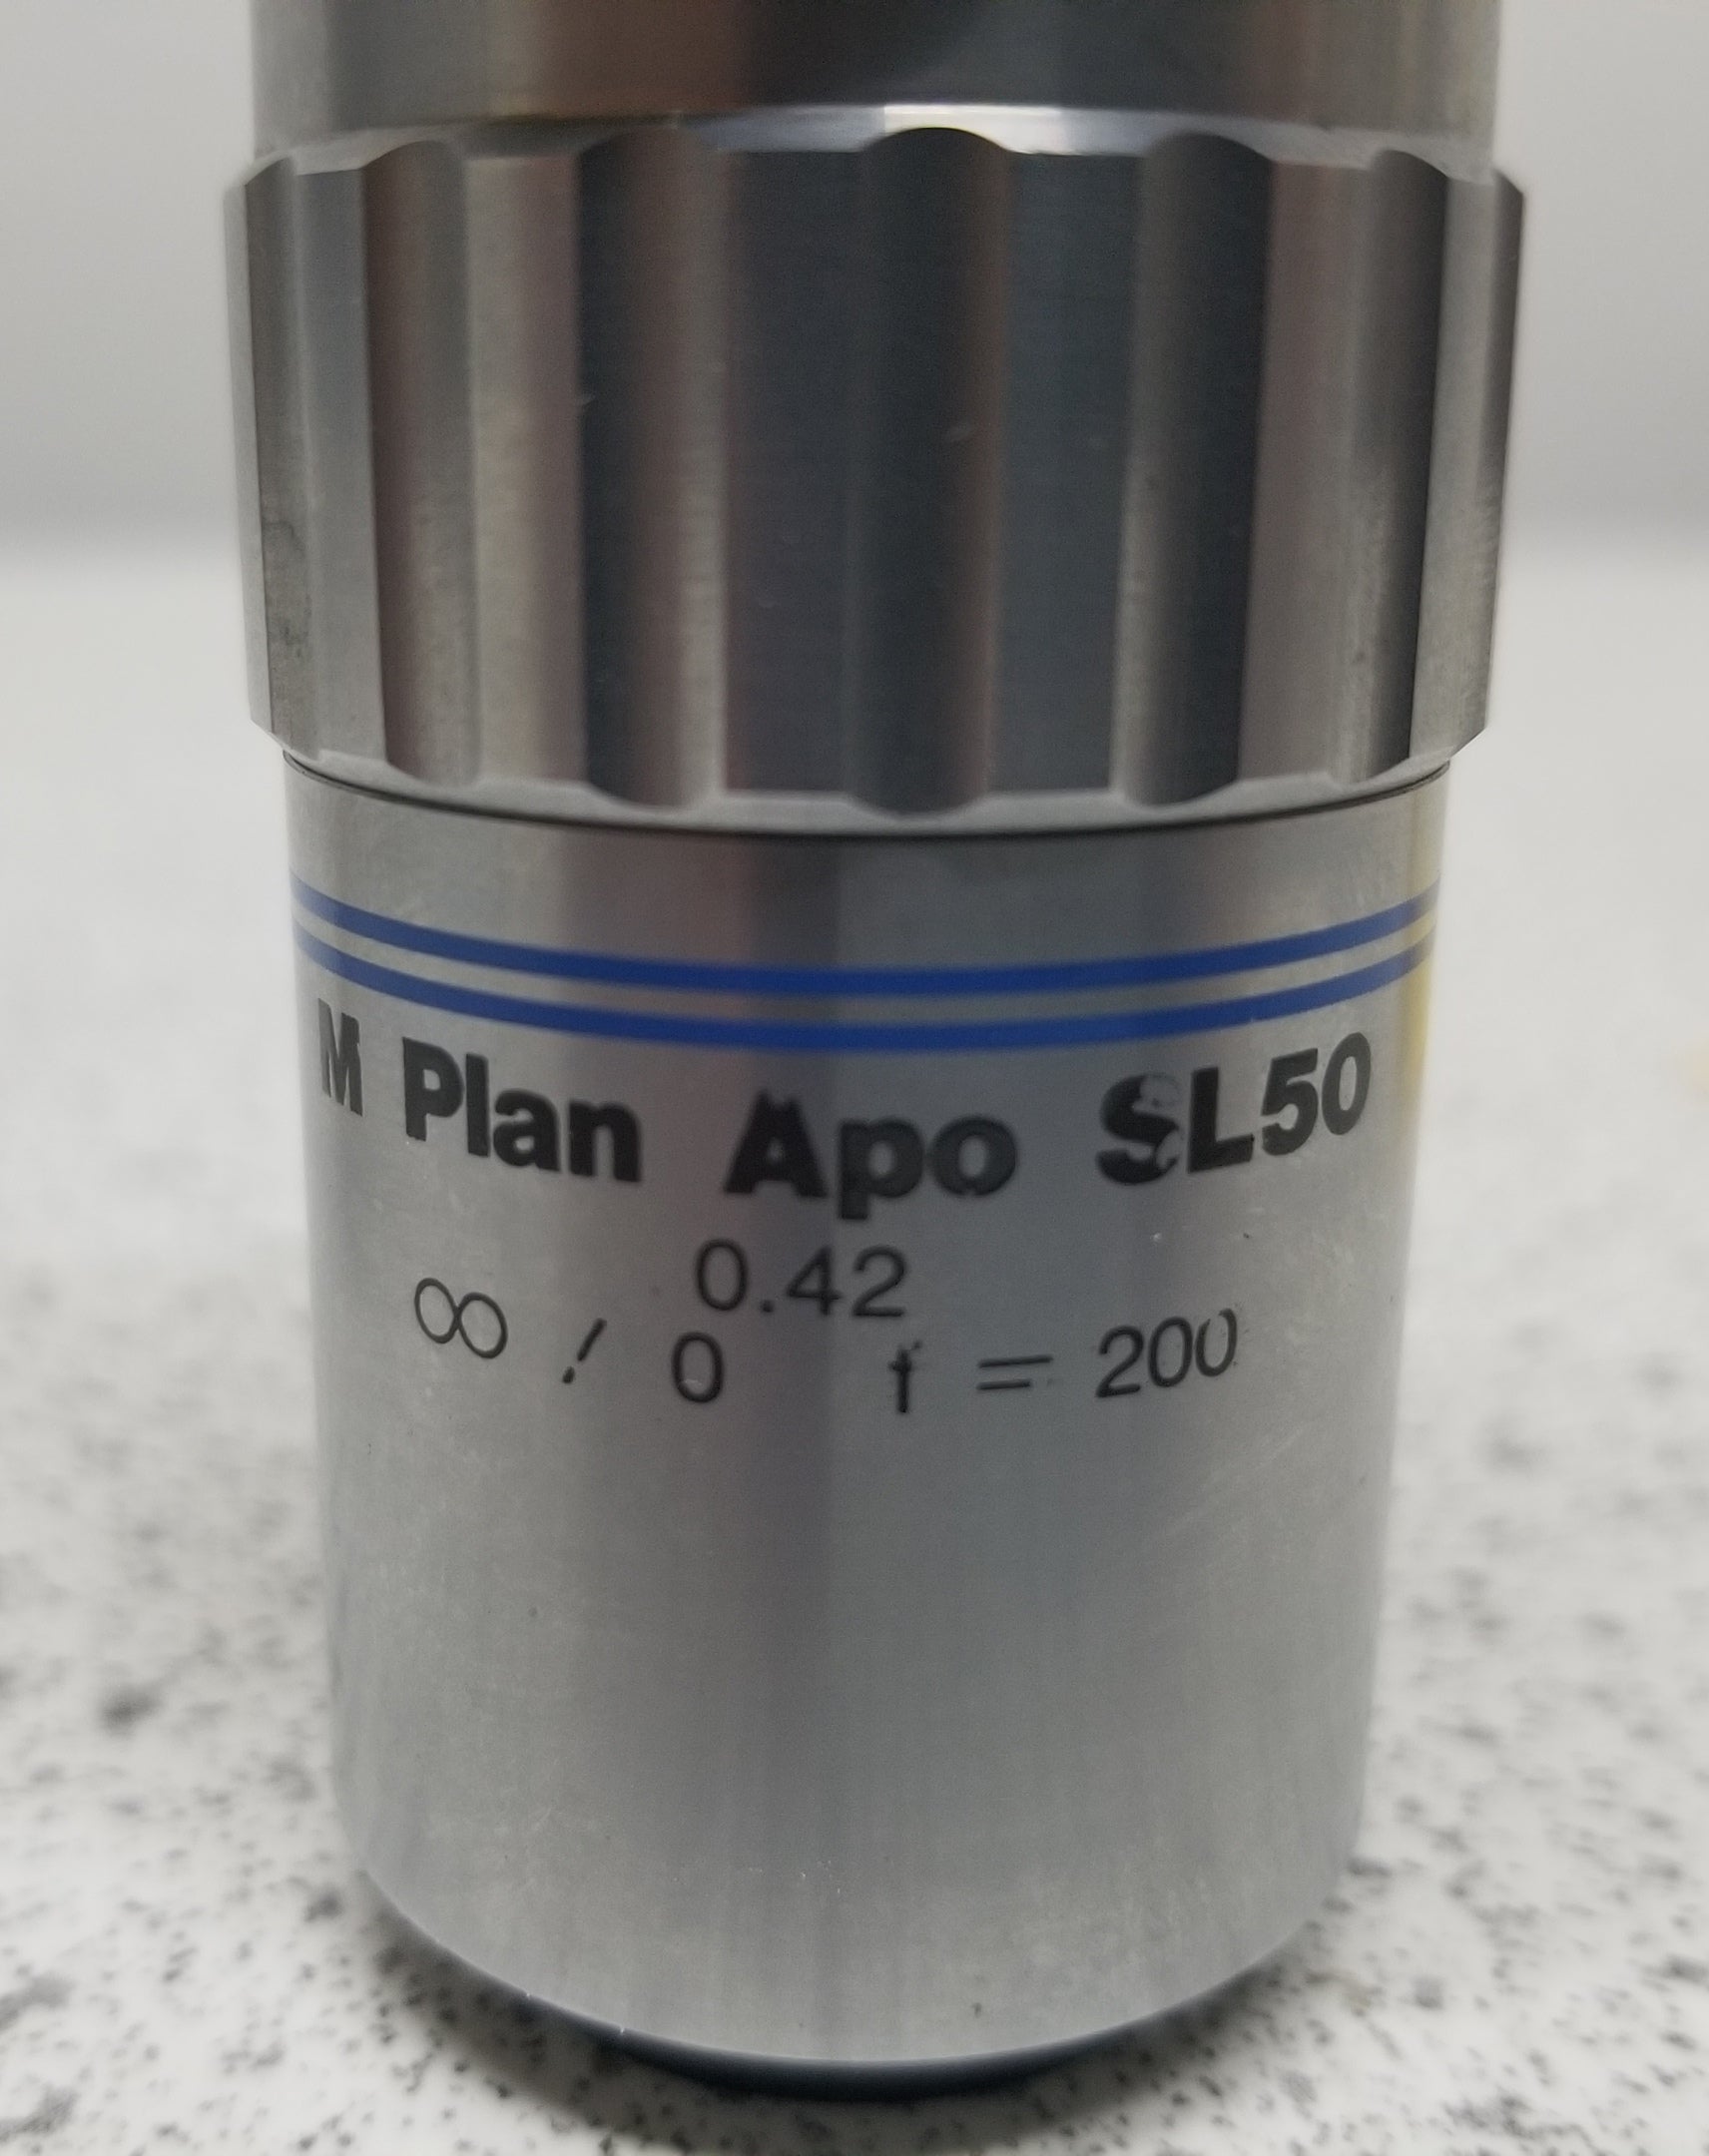 M Plan Apo SL50
0.42
∞ / 0 f = 200